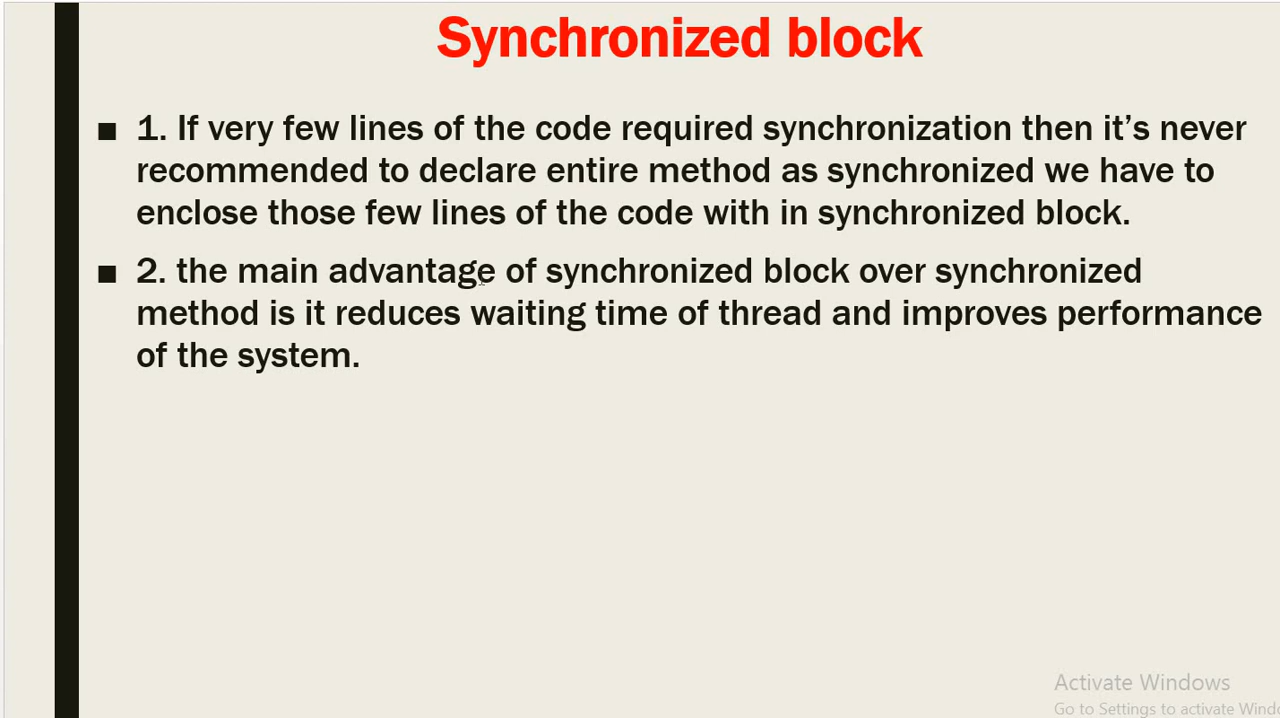 Synchronized block
■ 1. If very few lines of the code required synchronization then it’s never
recommended to declare entire method as synchronized we have to
enclose those few lines of the code with in synchronized block.
■ 2. the main advantage of synchronized block over synchronized
method is it reduces waiting time of thread and improves performance
of the system.
Activate Windows
Go to Settings to activate Windo